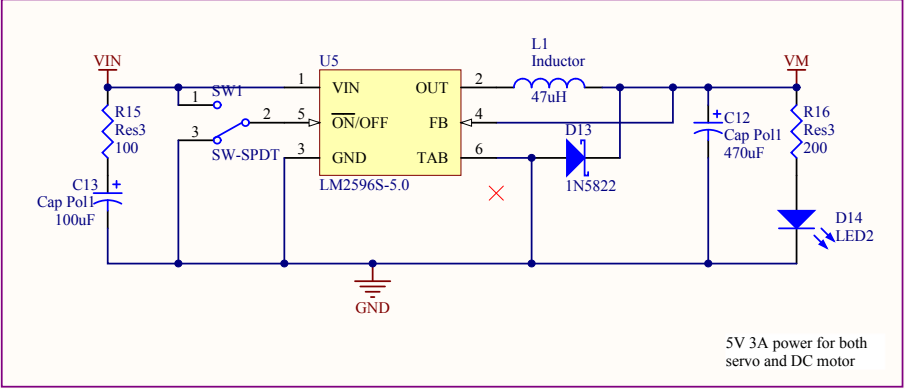 VIN
R15
Res3
100
C13
Cap Pol1
100uF
SW1
1
2
3
SW-SPDT
U5
1
VIN
OUT
2
5
ON/OFF
FB
4
3
GND
TAB
6
LM2596S-5.0
L1
Inductor
47uH
D13
1N5822
C12
Cap Pol1
470uF
VM
R16
Res3
200
D14
LED2
GND
5V 3A power for both
servo and DC motor